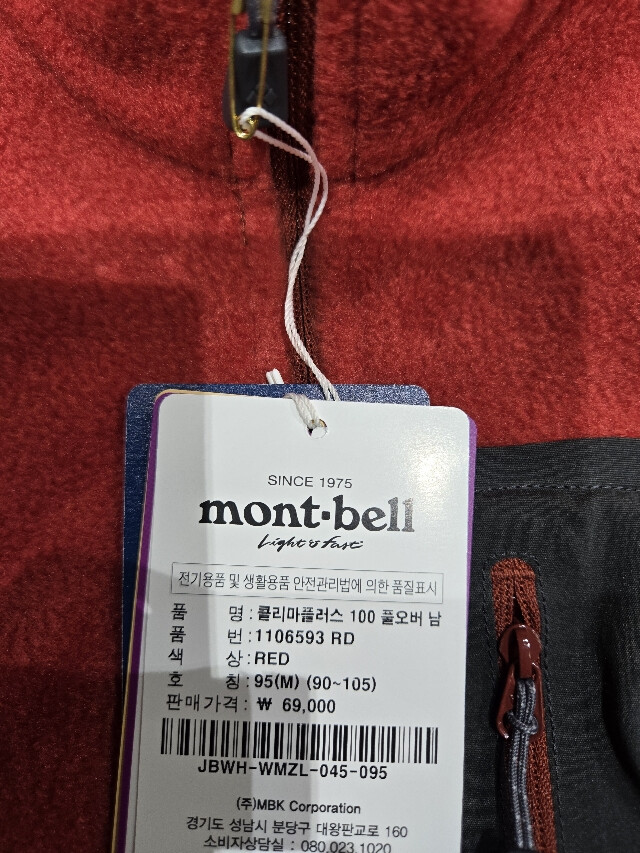 SINCE 1975
mont-bell
Light & Fast
전기용품 및 생활용품 안전관리법에 의한 품질표시
품 명 : 콜리마플러스 100 풀오버 남
품 번 : 1106593 RD
색 상 : RED
호 칭 : 95(M) (90~105)
판매가격 : ₩ 69,000
JBWH-WMZL-045-095
(주)MBK Corporation
경기도 성남시 분당구 대왕판교로 160
소비자상담실 : 080.023.1020